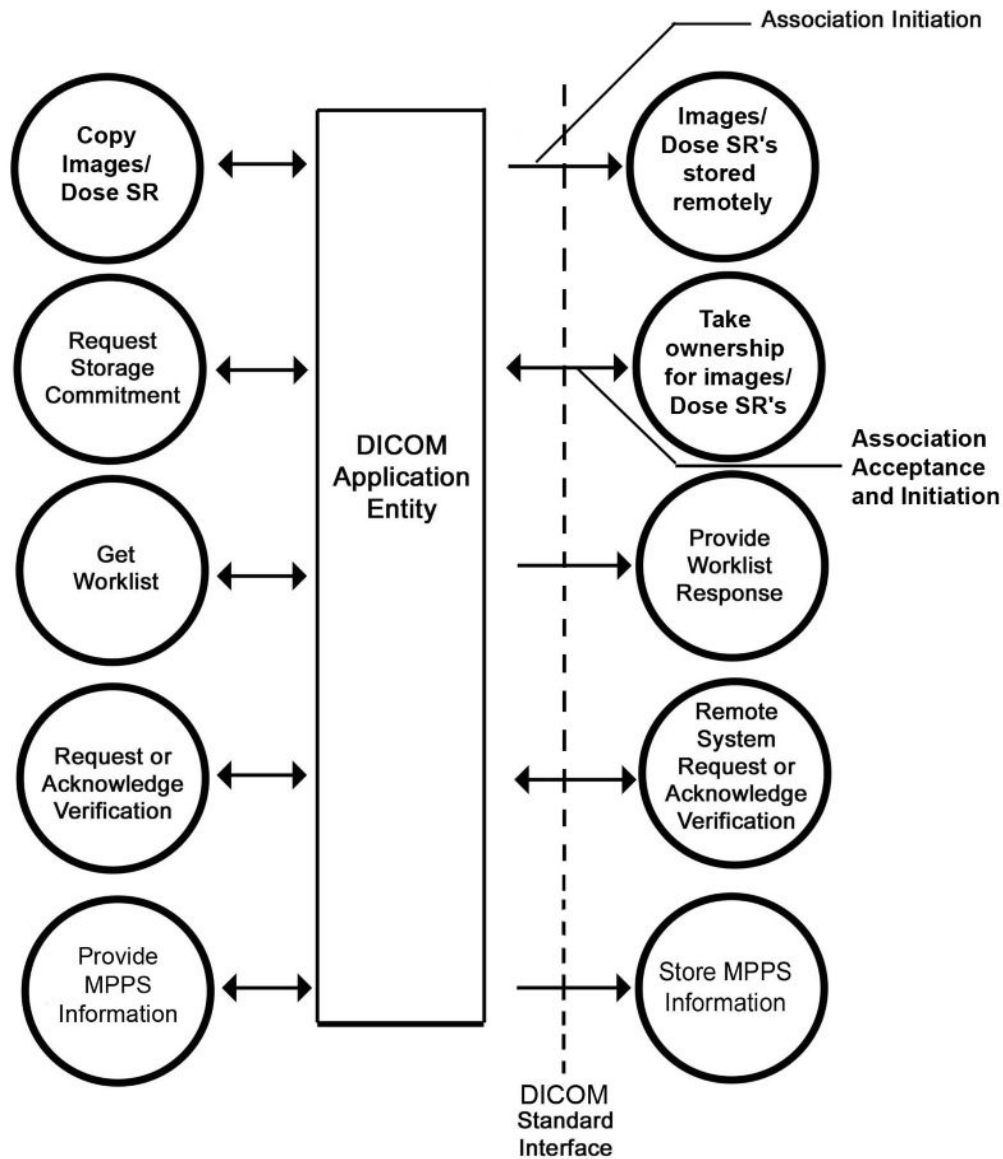 Association Initiation
Copy
Images/
Dose SR
Images/
Dose SR's
stored
remotely
Request
Storage
Commitment
Take
ownership
for images/
Dose SR's
DICOM
Application
Entity
Association
Acceptance
and Initiation
Get
Worklist
Provide
Worklist
Response
Request or
Acknowledge
Verification
Remote
System
Request or
Acknowledge
Verification
Provide
MPPS
Information
Store MPPS
Information
DICOM
Standard
Interface